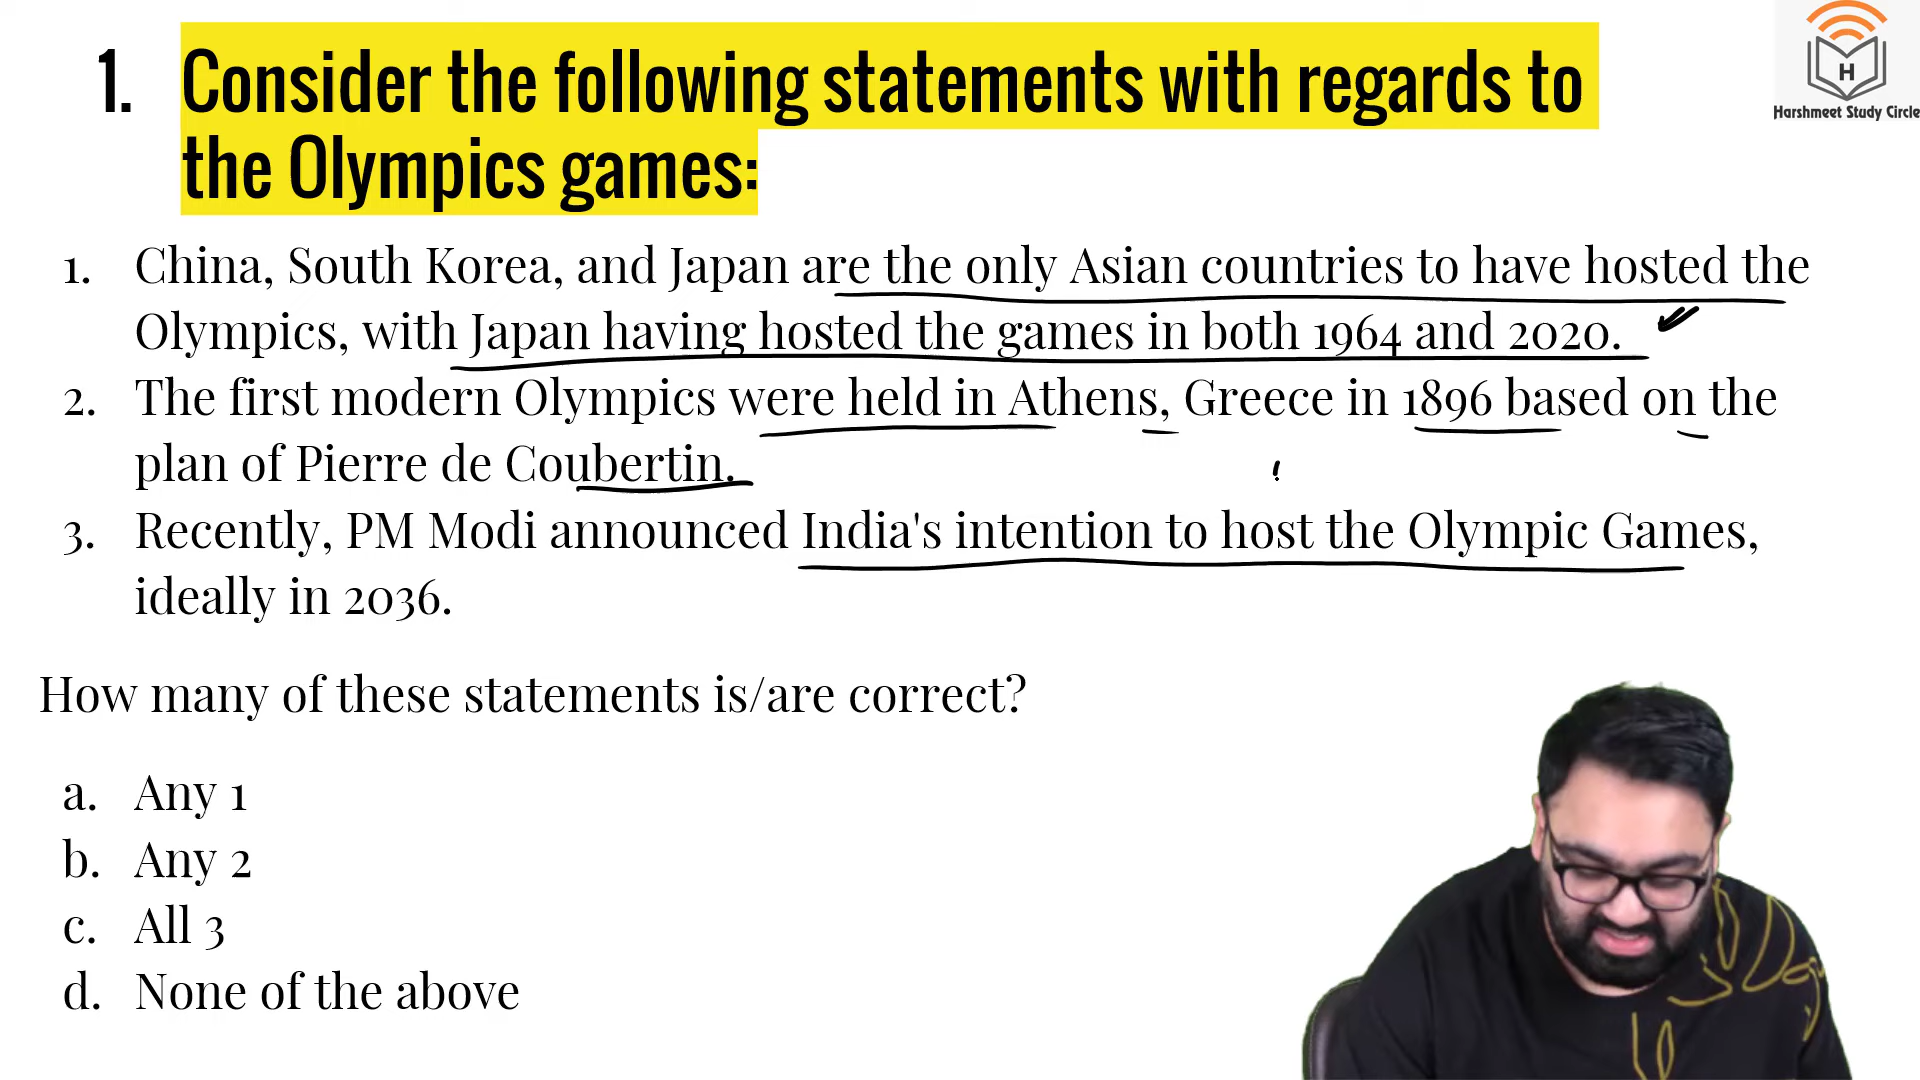 1. Consider the following statements with regards to
the Olympics games:
H
Harshmeet Study Circle
1. China, South Korea, and Japan are the only Asian countries to have hosted the
Olympics, with Japan having hosted the games in both 1964 and 2020.
2. The first modern Olympics were held in Athens, Greece in 1896 based on the
plan of Pierre de Coubertin.
3. Recently, PM Modi announced India's intention to host the Olympic Games,
ideally in 2036.
How many of these statements is/are correct?
a. Any 1
b. Any 2
c. All 3
d. None of the above